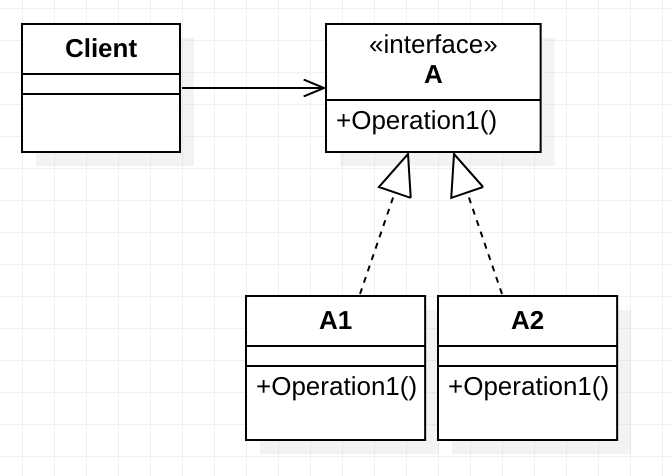 Client
«interface»
A
+Operation1()
A1
+Operation1()
A2
+Operation1()